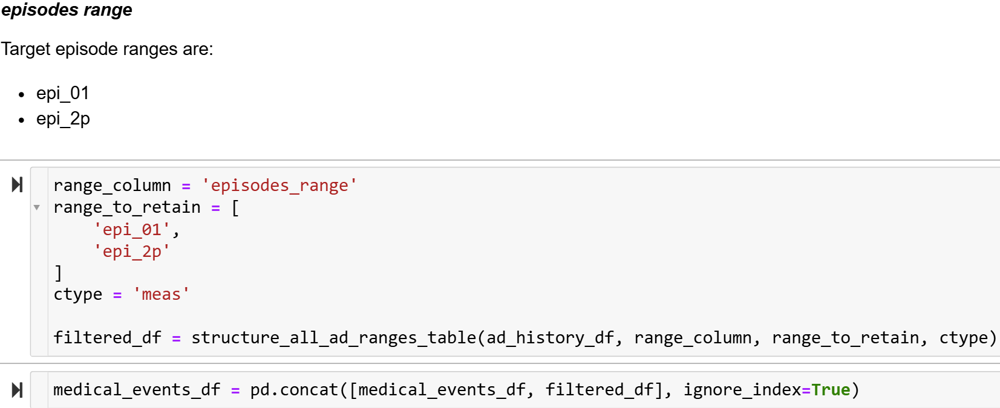 episodes range
Target episode ranges are:
• epi_01
• epi_2p
range_column = 'episodes_range'
range_to_retain = [
    'epi_01',
    'epi_2p'
]
ctype = 'meas'
filtered_df = structure_all_ad_ranges_table(ad_history_df, range_column, range_to_retain, ctype)
medical_events_df = pd.concat([medical_events_df, filtered_df], ignore_index=True)